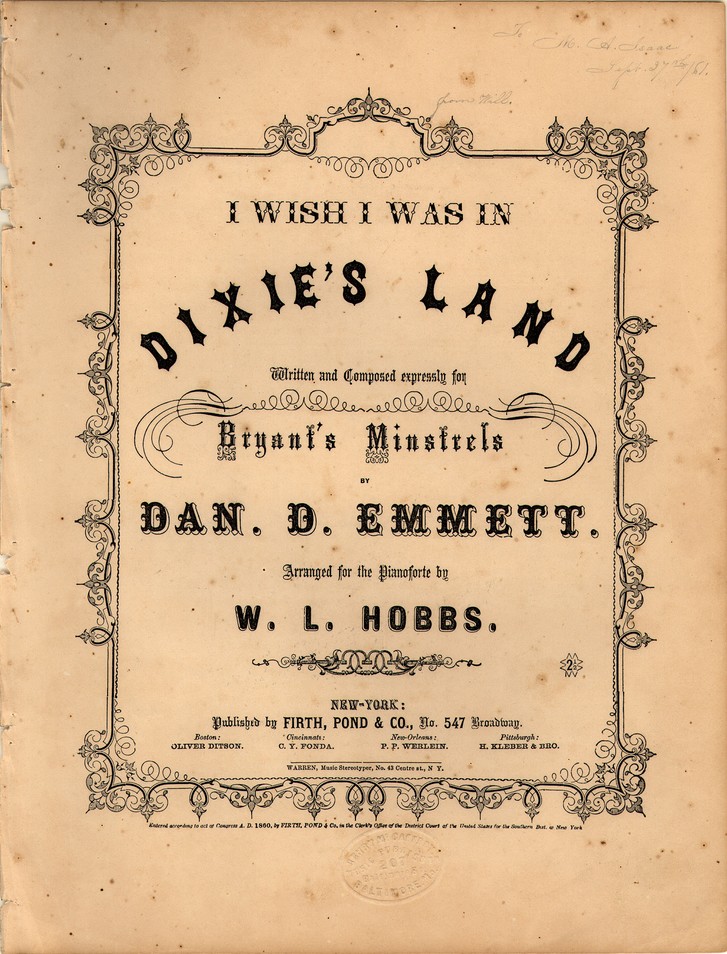 To
from Will.
I WISH I WAS IN
DIXIE'S LAND
Written and Composed expressly for
Bryant's Minstrels
BY
DAN. D. EMMETT.
Arranged for the Pianoforte by
W. L. HOBBS.
2½
NEW-YORK:
Published by FIRTH, POND & CO., No. 547 Broadway.
Boston: Cincinnati: New-Orleans: Pittsburgh:
OLIVER DITSON. C. Y. FONDA. P. P. WERLEIN. H. KLEBER & BRO.
WARREN, Music Stereotyper, No. 43 Centre st., N Y.
Entered according to act of Congress A. D. 1860, by FIRTH, POND & Co, in the Clerk's Office of the District Court of the United States for the Southern Dist. of New York
BALTIMORE